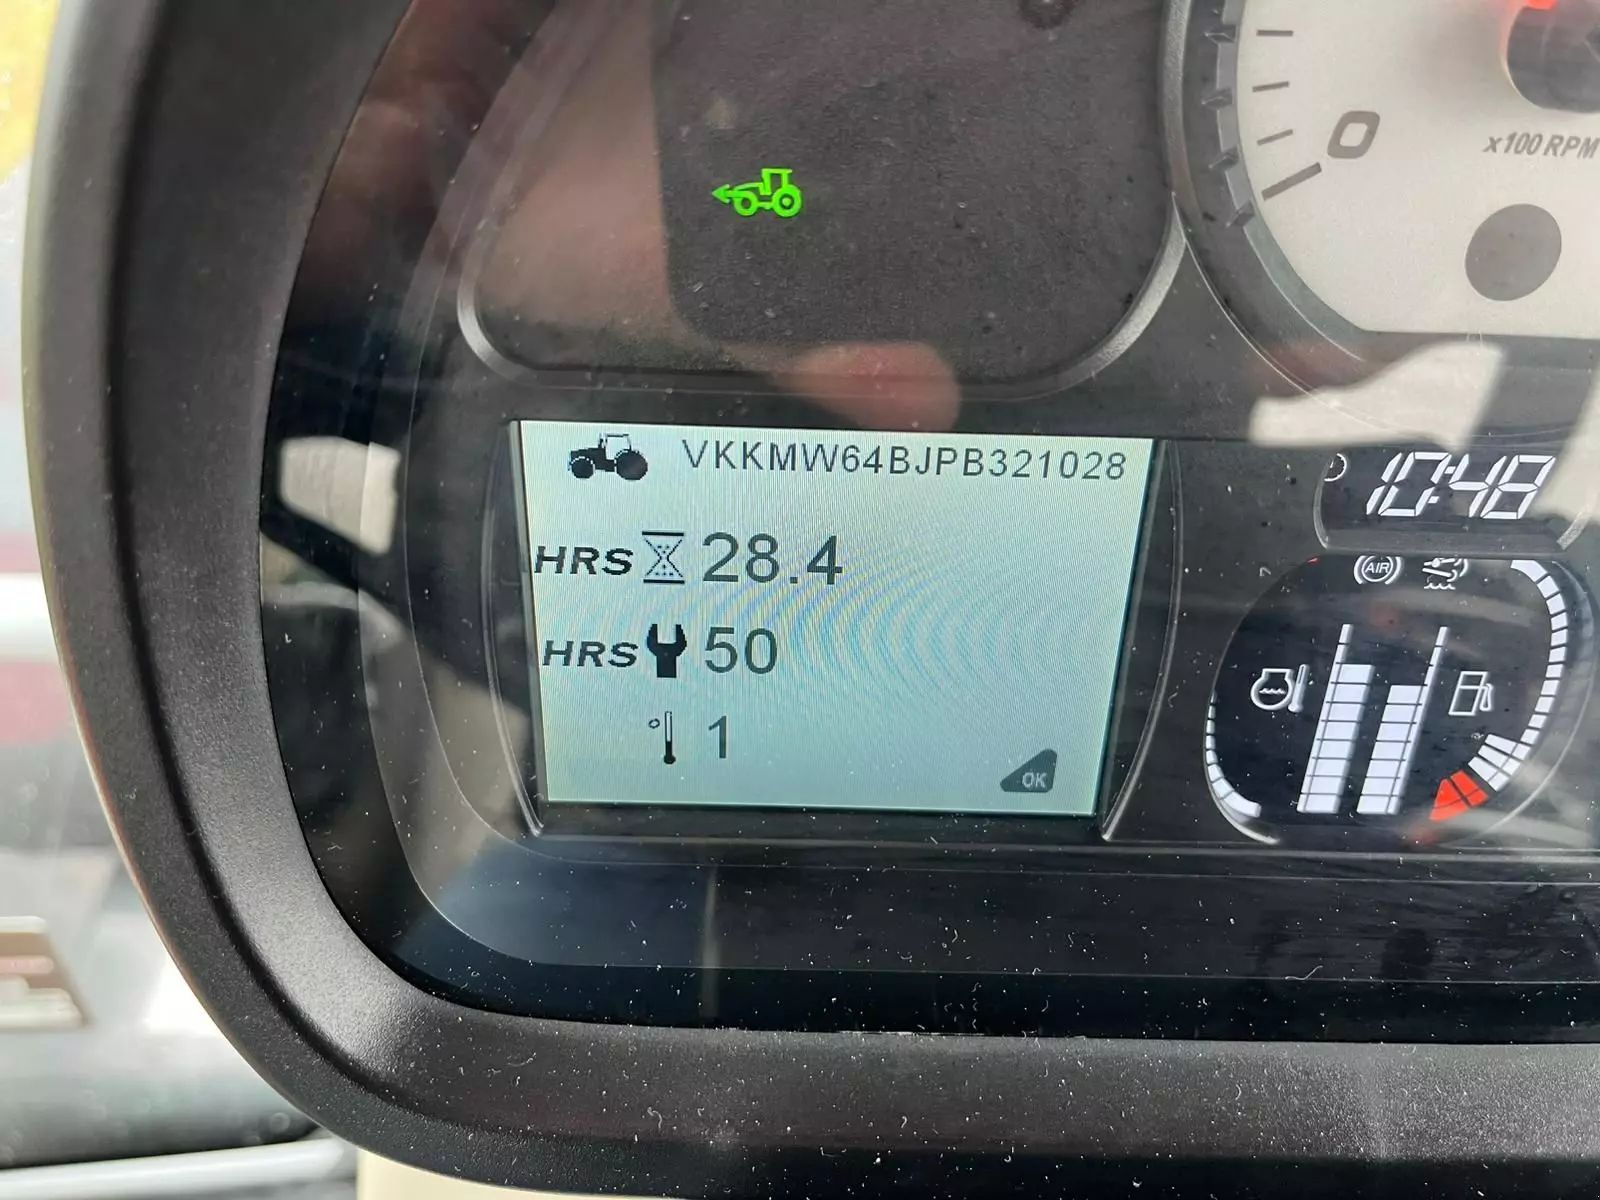 0
x100 RPM
VKKMW64BJPB321028
10:48
HRS 28.4
AIR
HRS 50
° 1
OK